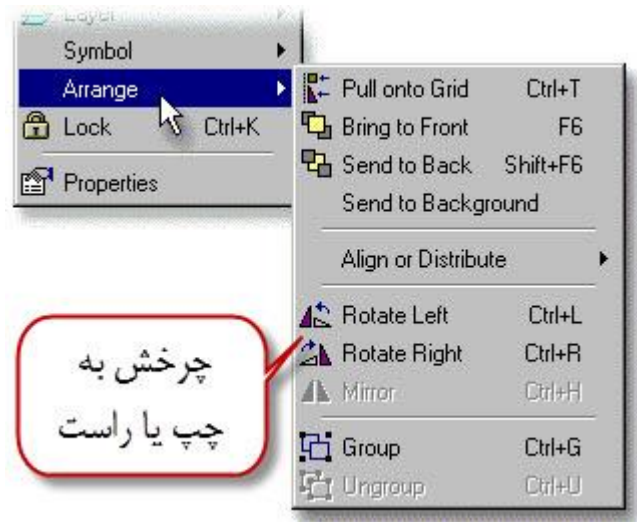 Layer
Symbol
Arrange
Lock Ctrl+K
Properties
Pull onto Grid Ctrl+T
Bring to Front F6
Send to Back Shift+F6
Send to Background
Align or Distribute
Rotate Left Ctrl+L
Rotate Right Ctrl+R
Mirror Ctrl+H
Group Ctrl+G
Ungroup Ctrl+U
چرخش به
چپ یا راست